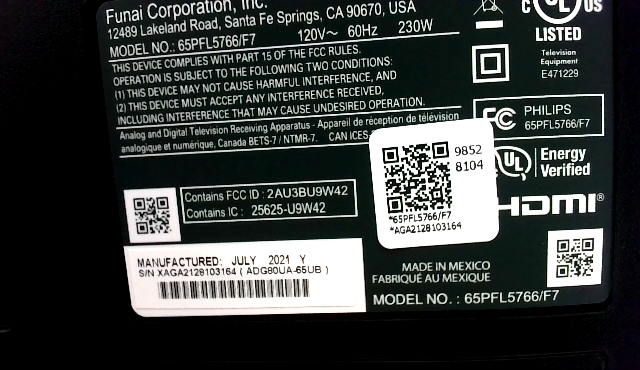 Funai Corporation, Inc.
12489 Lakeland Road, Santa Fe Springs, CA 90670, USA
MODEL NO.: 65PFL5766/F7 120V~ 60Hz 230W
THIS DEVICE COMPLIES WITH PART 15 OF THE FCC RULES.
OPERATION IS SUBJECT TO THE FOLLOWING TWO CONDITIONS:
(1) THIS DEVICE MAY NOT CAUSE HARMFUL INTERFERENCE, AND
(2) THIS DEVICE MUST ACCEPT ANY INTERFERENCE RECEIVED,
INCLUDING INTERFERENCE THAT MAY CAUSE UNDESIRED OPERATION.
Analog and Digital Television Receiving Apparatus - Appareil de réception de télévision
analogique et numérique, Canada BETS-7 / NTMR-7. CAN ICES
C UL US
LISTED
Television
Equipment
E471229
FC PHILIPS
65PFL5766/F7
UL Energy
Verified
HDMI®
9852
8104
*65PFL5766/F7
*AGA2128103164
Contains FCC ID : 2AU3BU9W42
Contains IC : 25625-U9W42
MANUFACTURED: JULY 2021 Y
S/N XAGA2128103164 ( ADG80UA-65UB )
MADE IN MEXICO
FABRIQUÉ AU MEXIQUE
MODEL NO. : 65PFL5766/F7